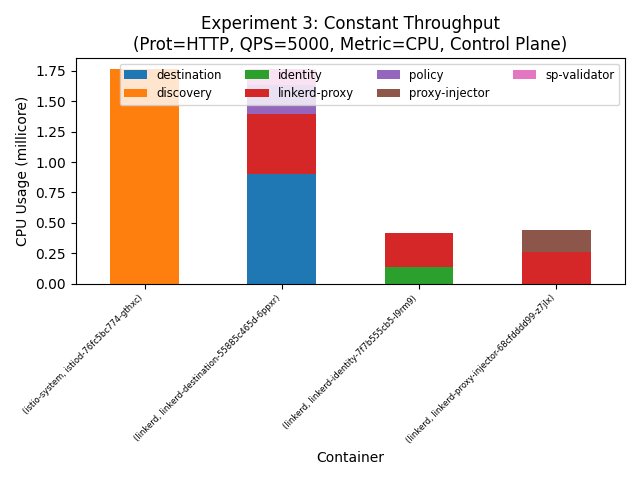 Experiment 3: Constant Throughput
(Prot=HTTP, QPS=5000, Metric=CPU, Control Plane)
destination
discovery
identity
linkerd-proxy
policy
proxy-injector
sp-validator
CPU Usage (millicore)
1.75
1.50
1.25
1.00
0.75
0.50
0.25
0.00
(istio-system, istiod-76fc5bc774-gthxc)
(linkerd, linkerd-destination-55885c465d-6ppxr)
(linkerd, linkerd-identity-7f7b555cb5-l9rm9)
(linkerd, linkerd-proxy-injector-68cfdddd99-z7jlx)
Container